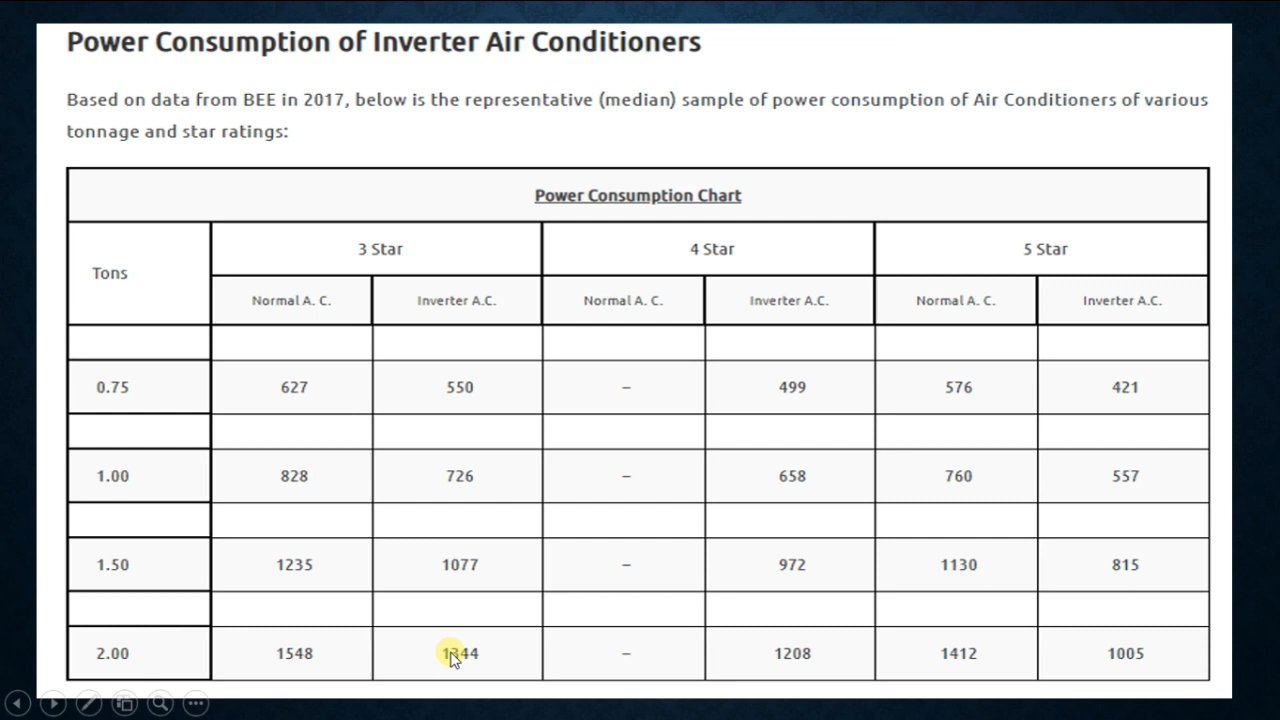 Power Consumption of Inverter Air Conditioners
Based on data from BEE in 2017, below is the representative (median) sample of power consumption of Air Conditioners of various
tonnage and star ratings:
Power Consumption Chart
Tons 3 Star 4 Star 5 Star
Normal A. C. Inverter A.C. Normal A. C. Inverter A.C. Normal A. C. Inverter A.C.
0.75 627 550 – 499 576 421
1.00 828 726 – 658 760 557
1.50 1235 1077 – 972 1130 815
2.00 1548 1344 – 1208 1412 1005